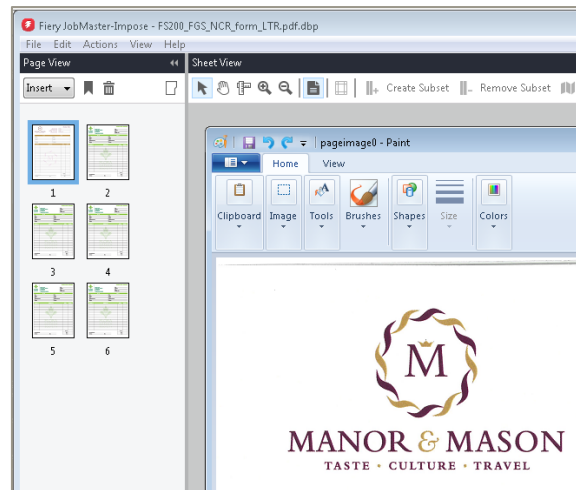 Fiery JobMaster-Impose - FS200_FGS_NCR_form_LTR.pdf.dbp
File Edit Actions View Help
Page View
Sheet View
Insert
Create Subset
Remove Subset
pageimage0 - Paint
Home View
Clipboard Image Tools Brushes Shapes Size Colors
1 2
3 4
5 6
M
MANOR & MASON
TASTE • CULTURE • TRAVEL